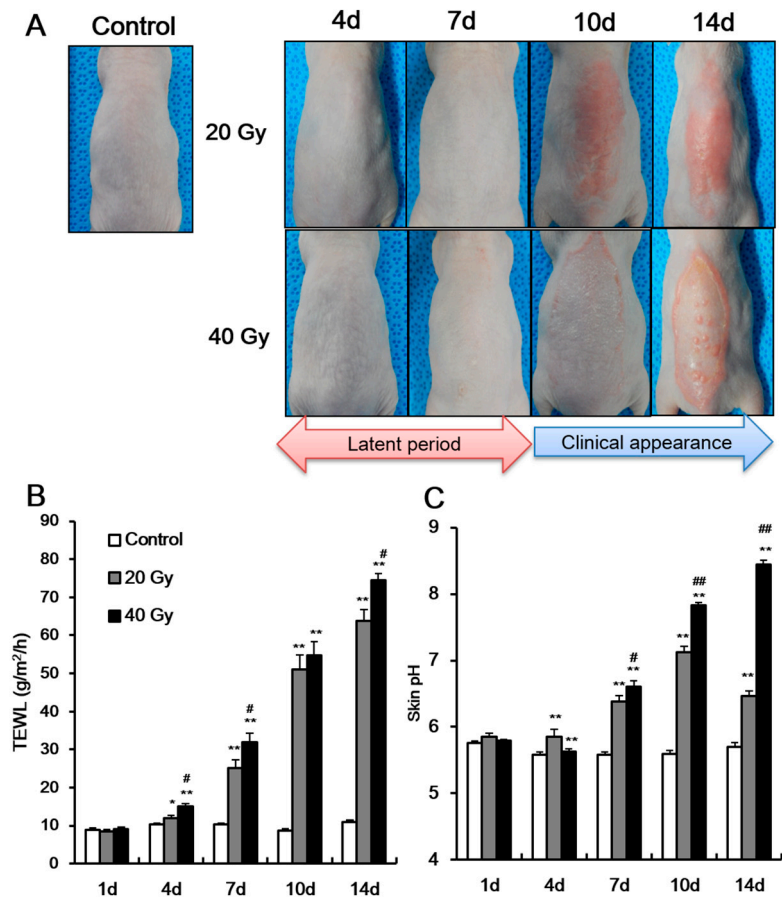 A
Control
4d
7d
10d
14d
20 Gy
40 Gy
Latent period
Clinical appearance
B
TEWL (g/m²/h)
90
80
70
60
50
40
30
20
10
0
Control
20 Gy
40 Gy
*
**
#
**
**
#
**
**
**
**
#
1d
4d
7d
10d
14d
C
Skin pH
9
8
7
6
5
4
**
**
**
#
**
**
##
**
**
##
**
1d
4d
7d
10d
14d